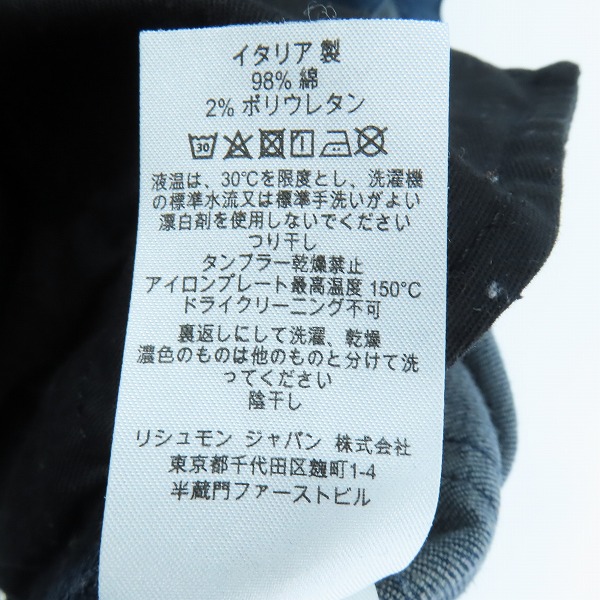 イタリア 製
98% 綿
2% ポリウレタン
30
液温は、30℃を限度とし、洗濯機
の標準水流又は標準手洗いがよい
漂白剤を使用しないでください
つり干し
タンブラー乾燥禁止
アイロンプレート最高温度 150°C
ドライクリーニング不可
裏返しにして洗濯、乾燥
濃色のものは他のものと分けて洗
ってください
陰干し
リシュモン ジャパン 株式会社
東京都千代田区麹町1-4
半蔵門ファーストビル